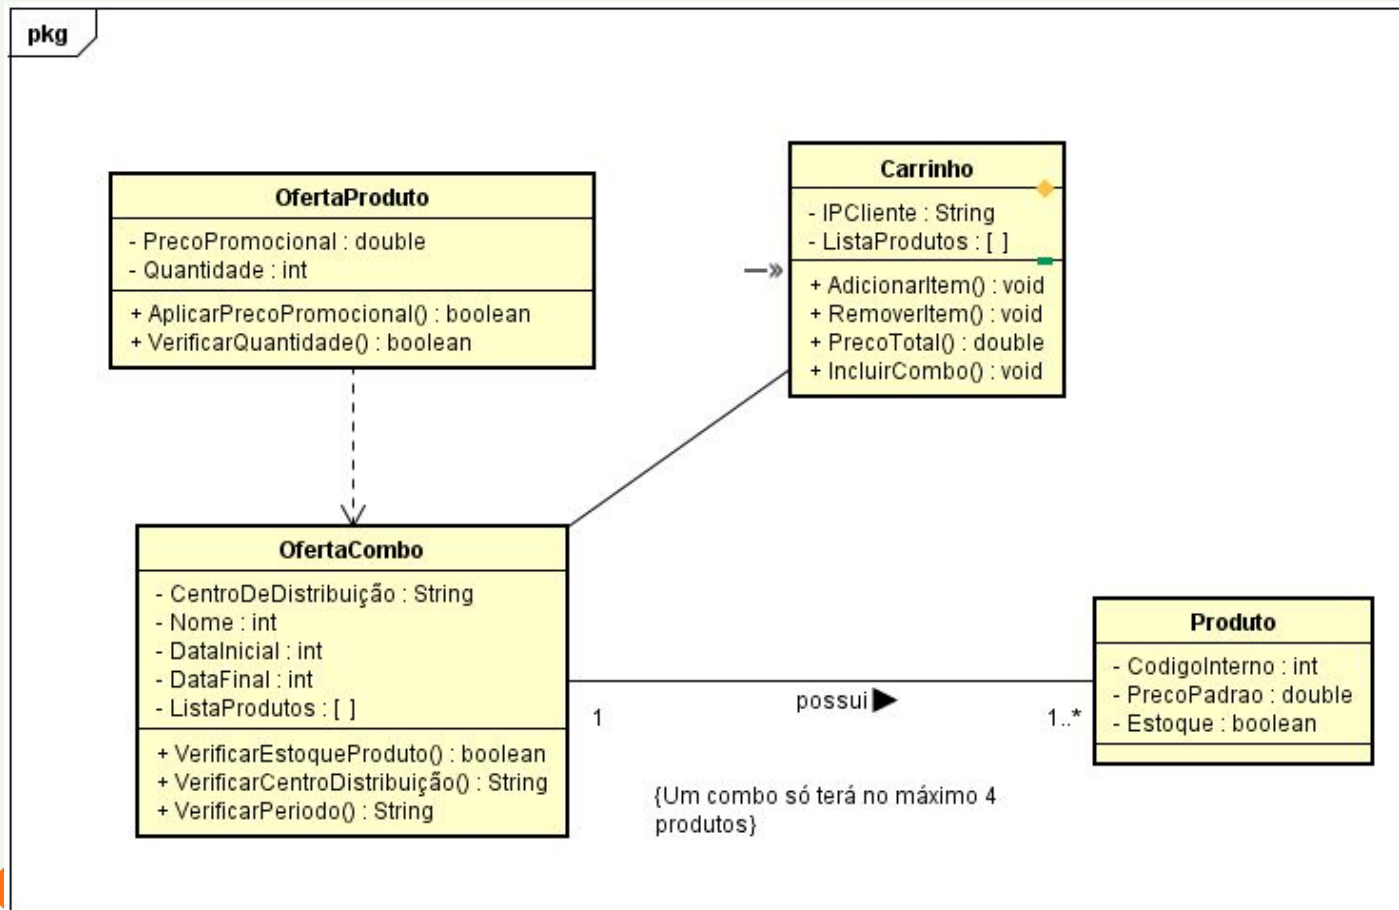 pkg
OfertaProduto
- PrecoPromocional : double
- Quantidade : int
+ AplicarPrecoPromocional() : boolean
+ VerificarQuantidade() : boolean
Carrinho
- IPCliente : String
- ListaProdutos : [ ]
+ AdicionarItem() : void
+ RemoverItem() : void
+ PrecoTotal() : double
+ IncluirCombo() : void
OfertaCombo
- CentroDeDistribuição : String
- Nome : int
- DataInicial : int
- DataFinal : int
- ListaProdutos : [ ]
+ VerificarEstoqueProduto() : boolean
+ VerificarCentroDistribuição() : String
+ VerificarPeriodo() : String
1
possui
1..*
Produto
- CodigoInterno : int
- PrecoPadrao : double
- Estoque : boolean
{Um combo só terá no máximo 4
produtos}